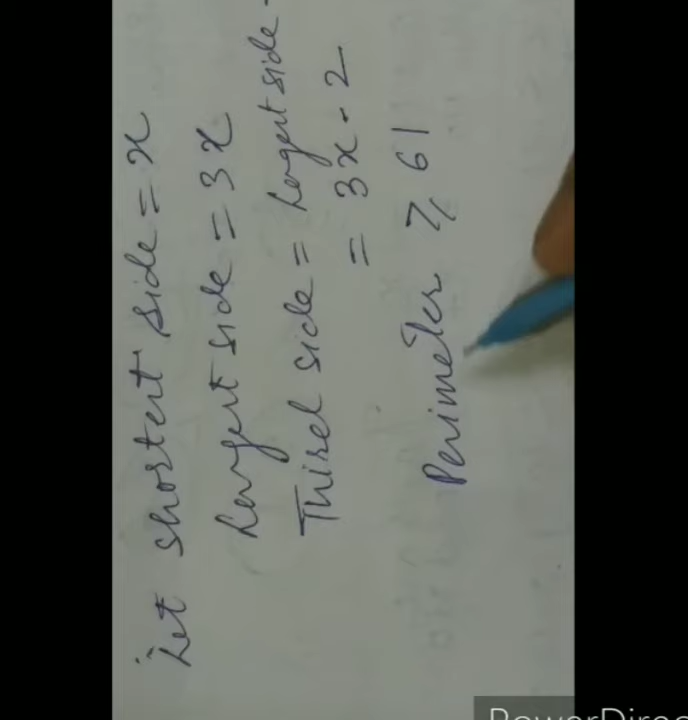 Let shortest side = x
Longest side = 3x
Third side = Longest side -
= 3x - 2
Perimeter ≥ 61